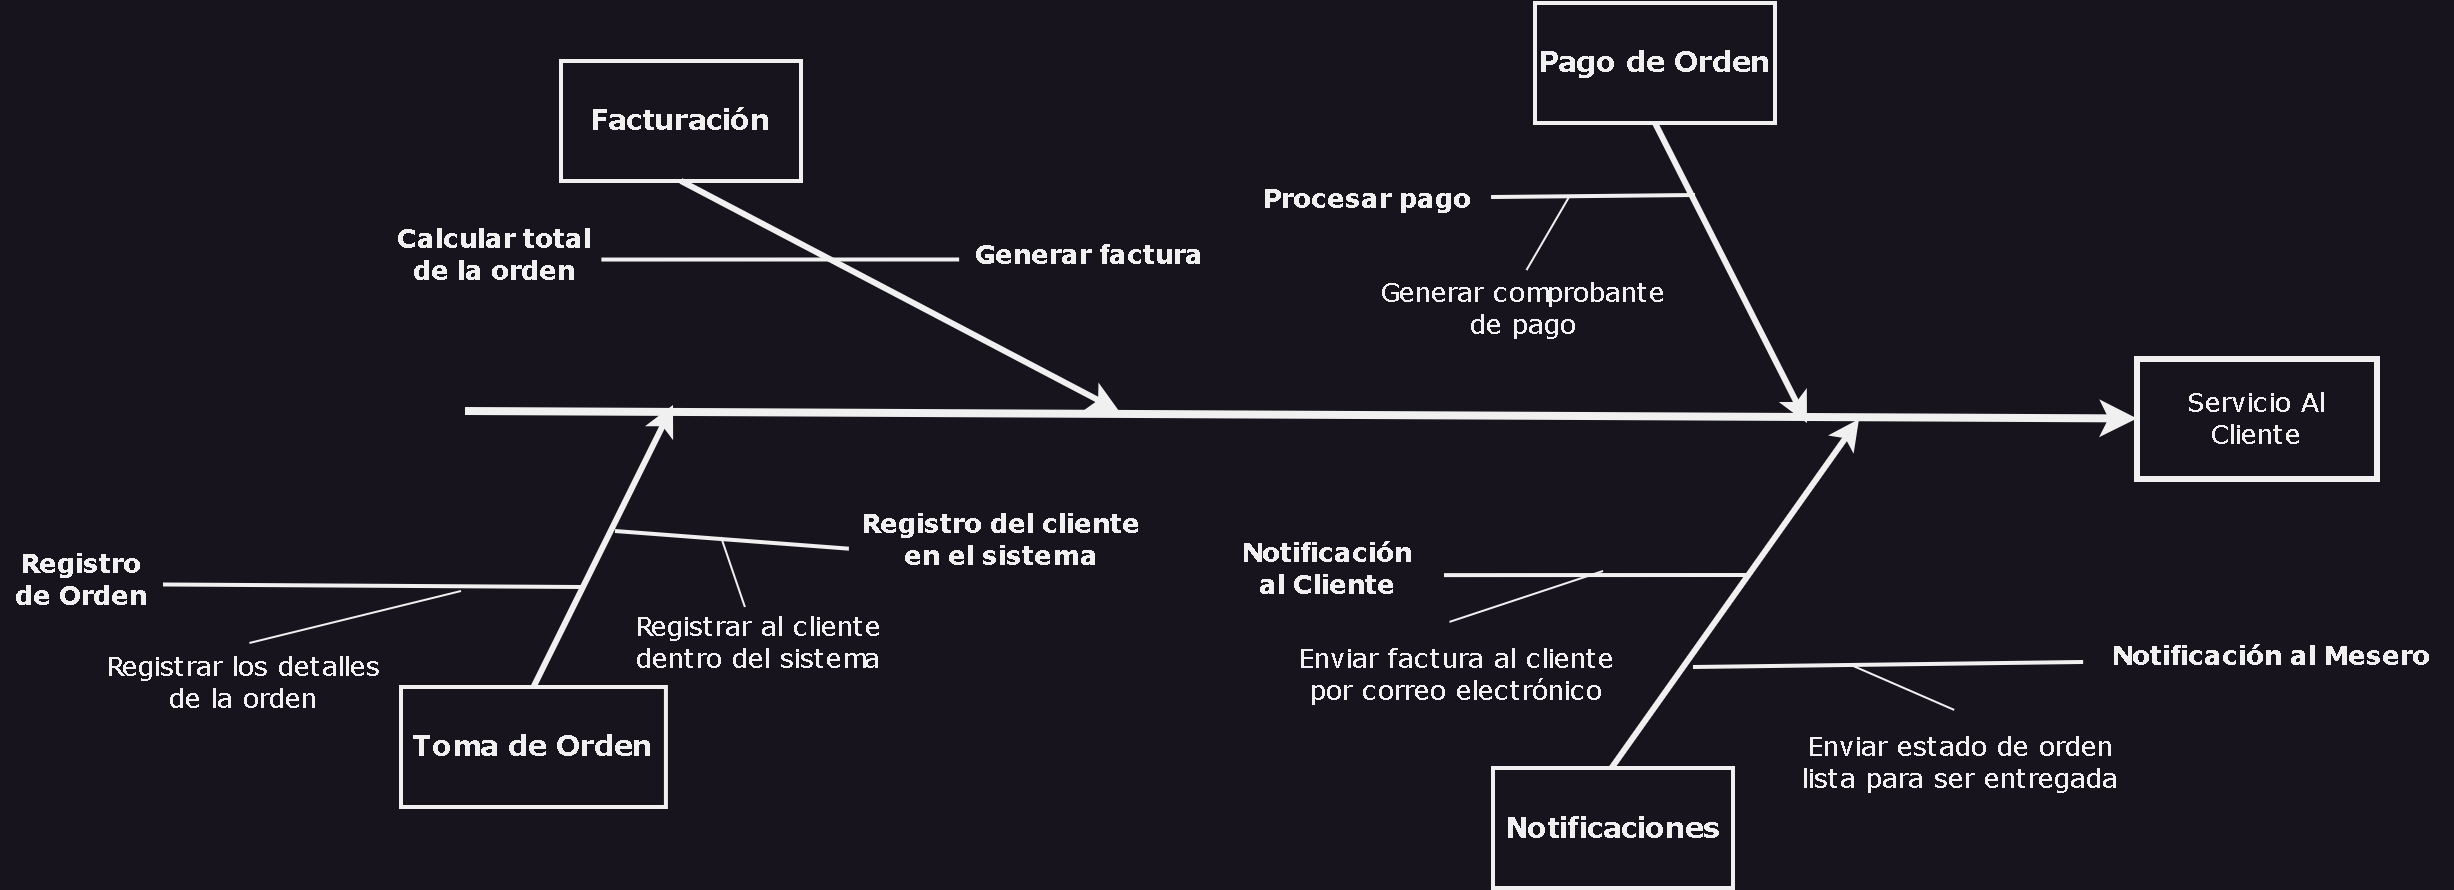 Pago de Orden
Facturación
Procesar pago
Calcular total
de la orden
Generar factura
Generar comprobante
de pago
Servicio Al
Cliente
Registro del cliente
en el sistema
Registro
de Orden
Notificación
al Cliente
Registrar al cliente
dentro del sistema
Registrar los detalles
de la orden
Enviar factura al cliente
por correo electrónico
Notificación al Mesero
Toma de Orden
Enviar estado de orden
lista para ser entregada
Notificaciones